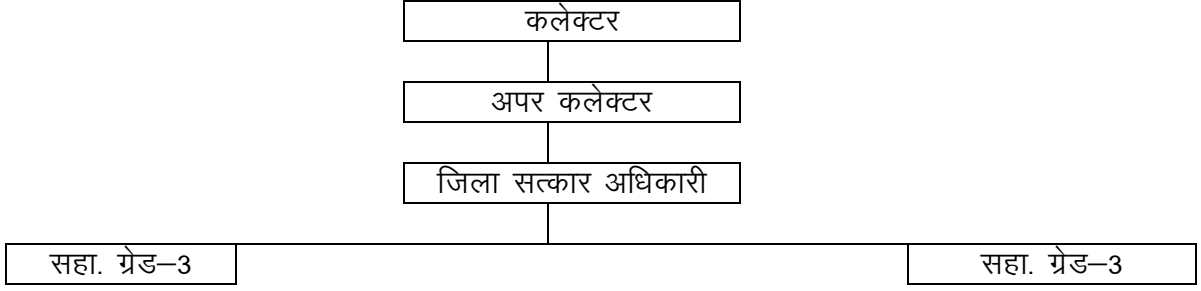 कलेक्टर
अपर कलेक्टर
जिला सत्कार अधिकारी
सहा. ग्रेड–3
सहा. ग्रेड–3